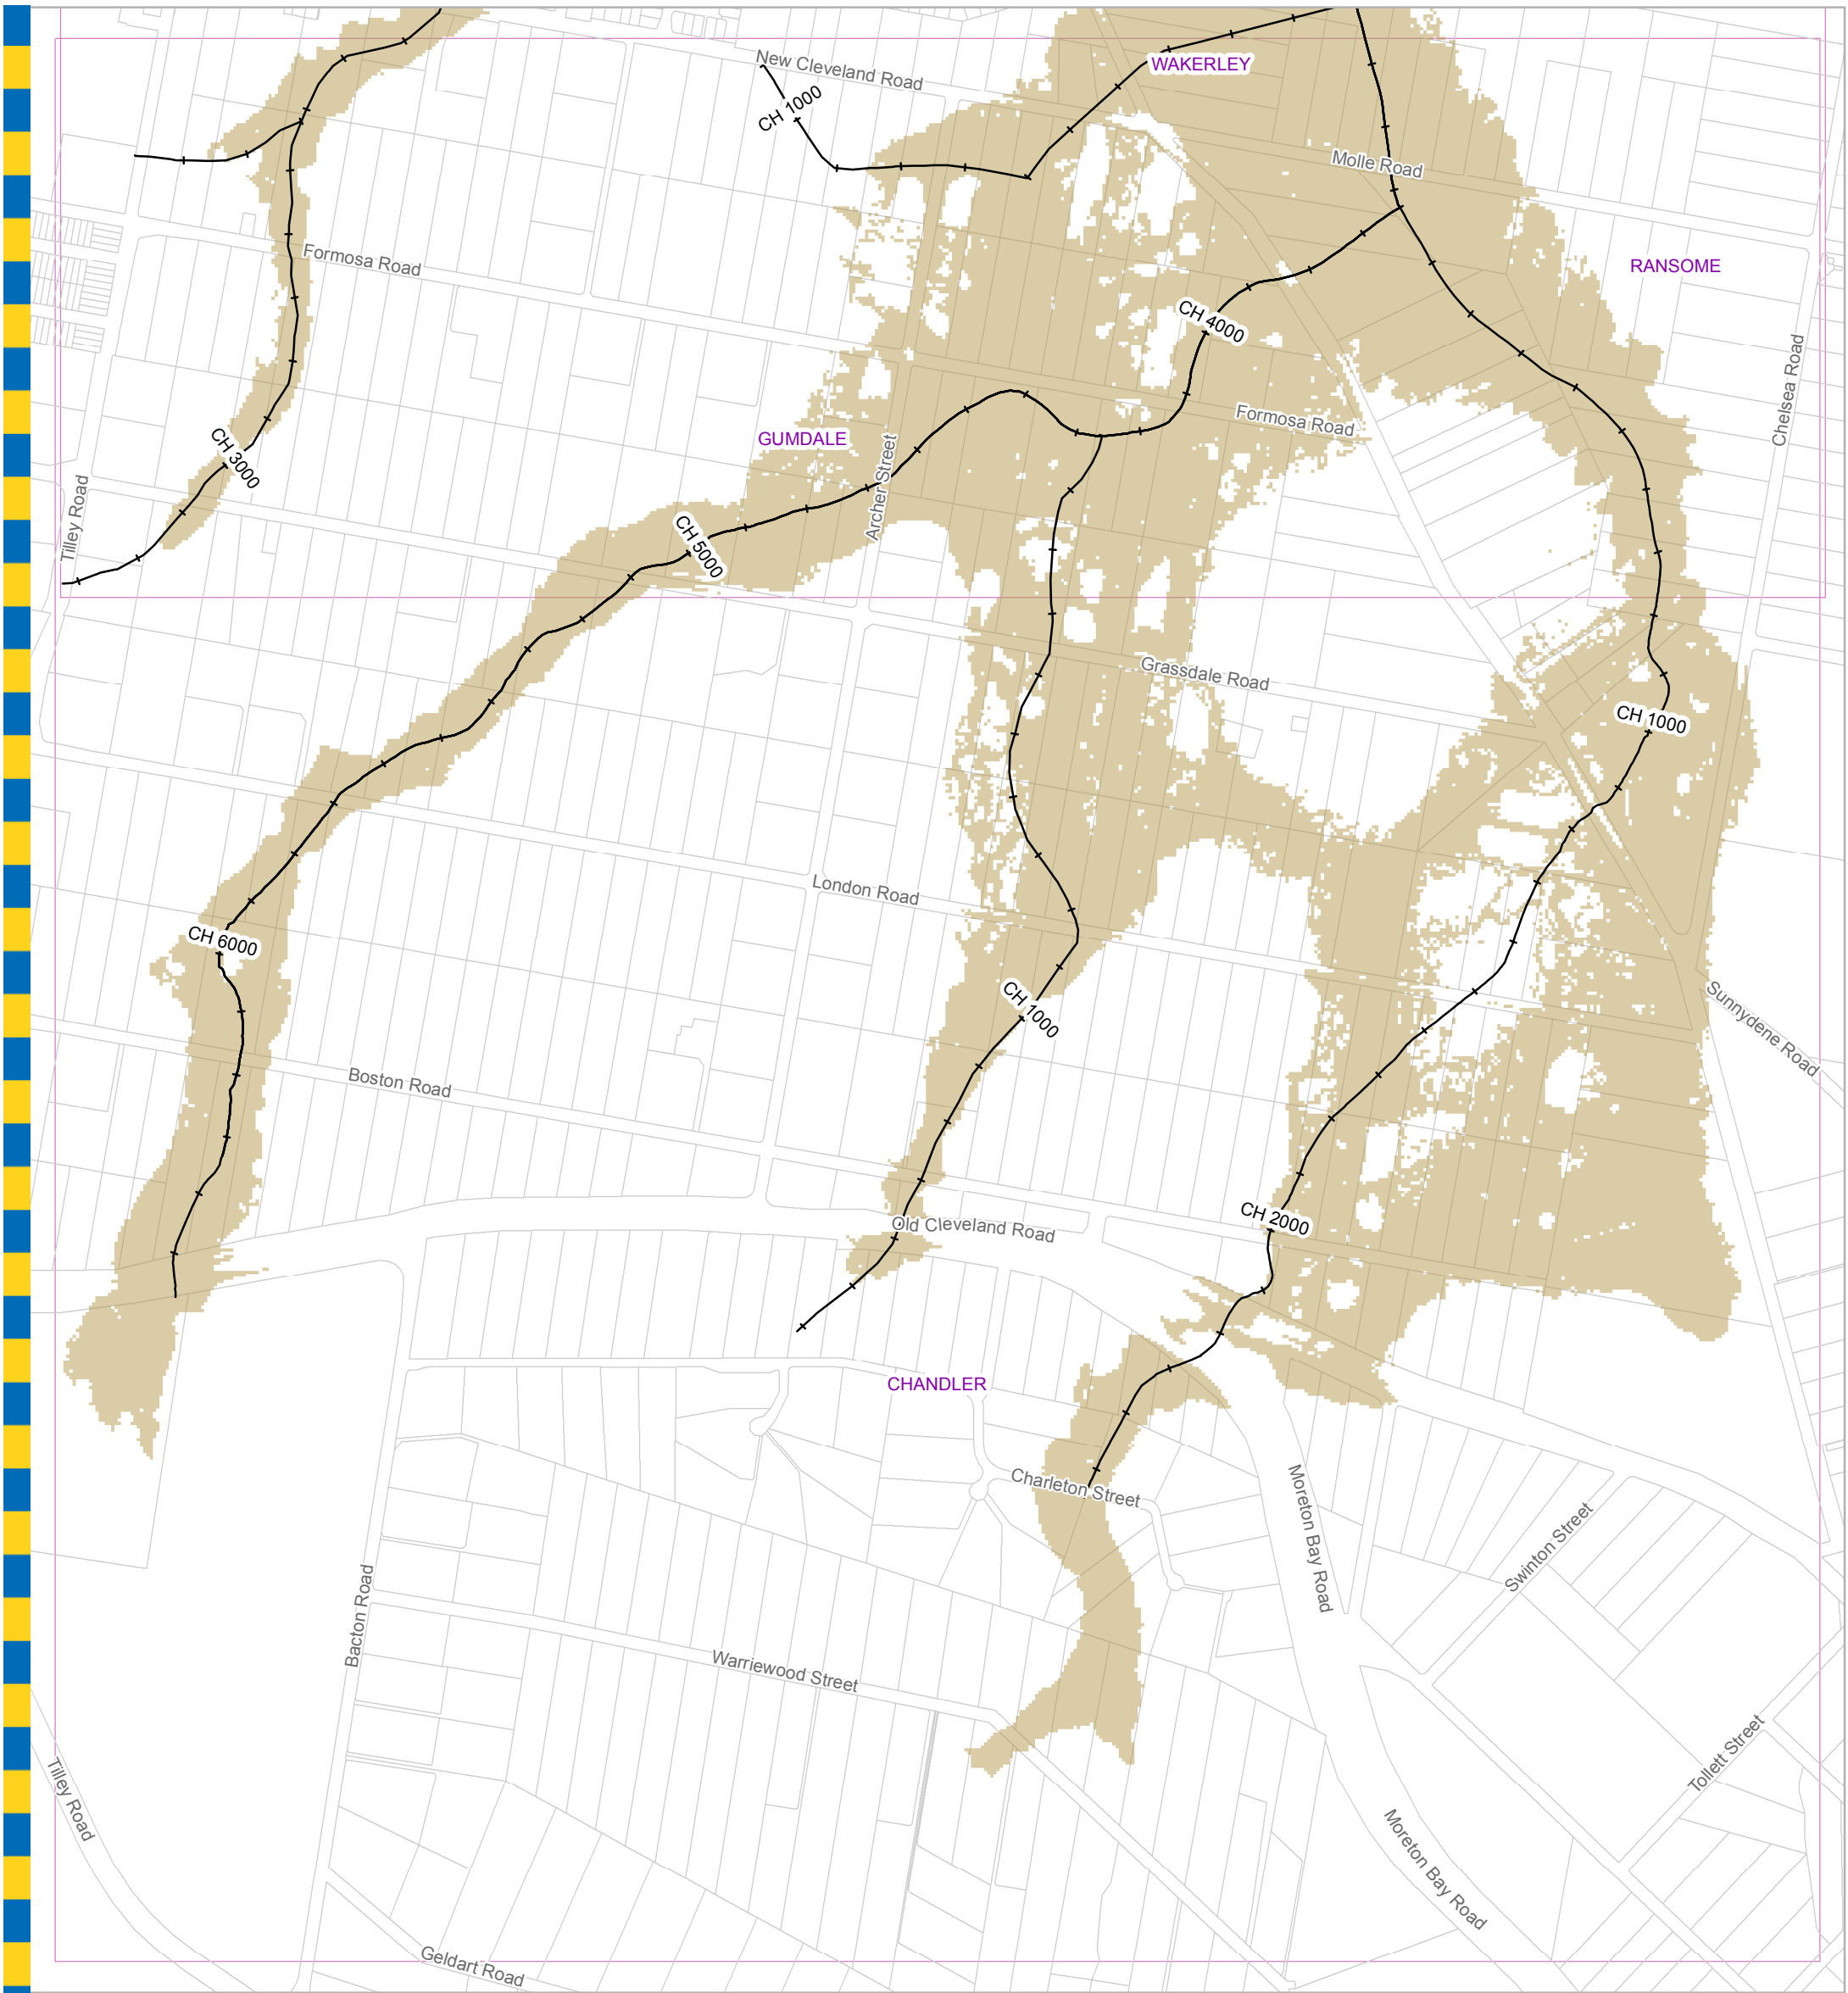 New Cleveland Road
WAKERLEY
CH 1000
Molle Road
Formosa Road
RANSOME
CH 4000
Chelsea Road
Formosa Road
GUMDALE
CH 3000
Archer Street
Tilley Road
CH 5000
Grassdale Road
CH 1000
London Road
CH 6000
CH 1000
Sunnydene Road
Boston Road
CH 2000
Old Cleveland Road
CHANDLER
Charleton Street
Moreton Bay Road
Swinton Street
Bacton Road
Warriewood Street
Tollett Street
Tilley Road
Moreton Bay Road
Geldart Road